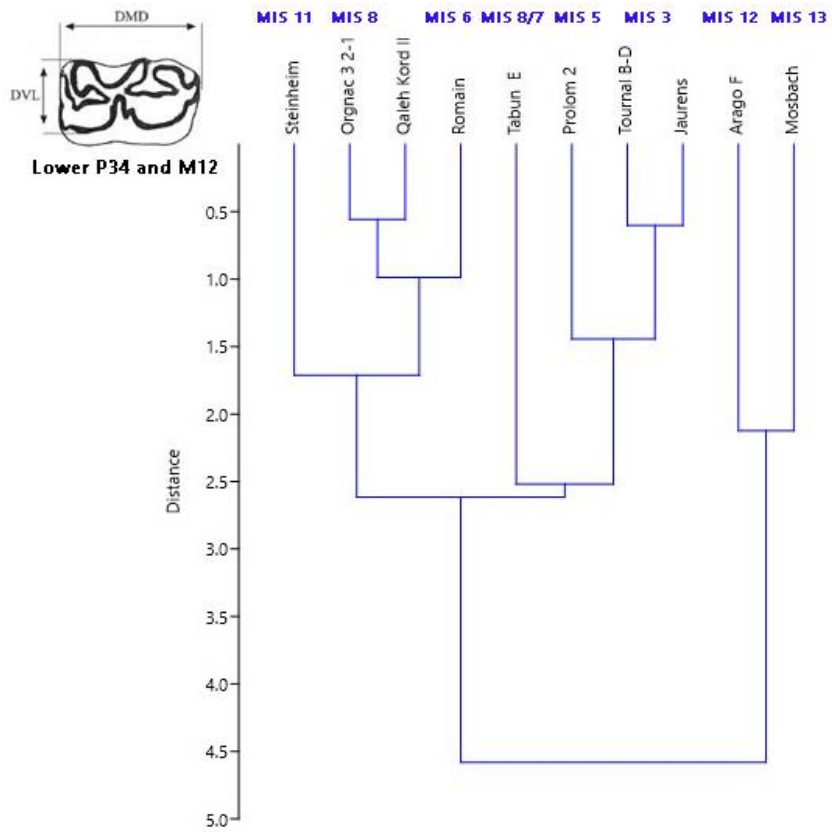 DMD
DVL
Lower P34 and M12
MIS 11 MIS 8 MIS 6 MIS 8/7 MIS 5 MIS 3 MIS 12 MIS 13
Steinheim
Orgnac 3 2-1
Qaleh Kord II
Romain
Tabun E
Prolom 2
Tournal B-D
Jaurens
Arago F
Mosbach
Distance
0.5
1.0
1.5
2.0
2.5
3.0
3.5
4.0
4.5
5.0